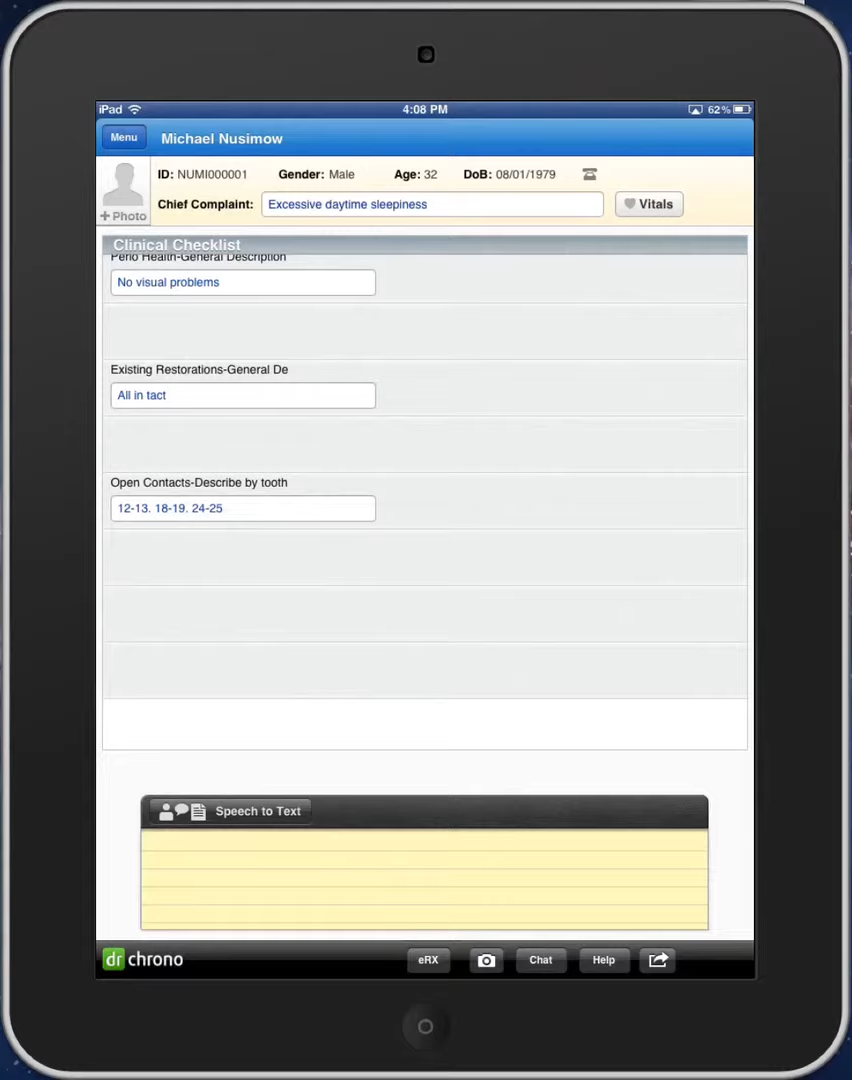 iPad 4:08 PM 62%
Menu Michael Nusimow
ID: NUMI000001 Gender: Male Age: 32 DoB: 08/01/1979
+ Photo Chief Complaint: Excessive daytime sleepiness Vitals
Clinical Checklist
Perio Health-General Description
No visual problems
Existing Restorations-General De
All in tact
Open Contacts-Describe by tooth
12-13. 18-19. 24-25
Speech to Text
dr chrono eRX Chat Help